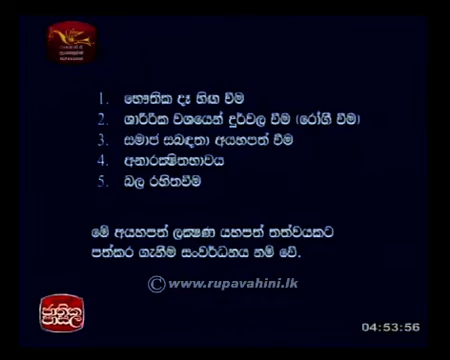 1. භෞතික දෑ හිඟ වීම
2. ශාරීරික වශයෙන් දුර්වල වීම (රෝගී වීම)
3. සමාජ සබඳතා අයහපත් වීම
4. අනාරක්‍ෂිතභාවය
5. බල රහිතවීම
මේ අයහපත් ලක්‍ෂණ යහපත් තත්වයකට
පත්කර ගැනීම සංවර්ධනය නම් වේ.
© www.rupavahini.lk
ජාතික
පාසල
04:53:56